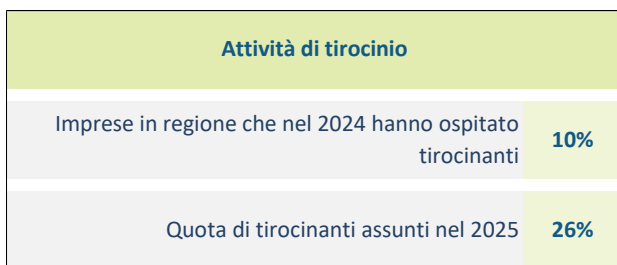 Attività di tirocinio
Imprese in regione che nel 2024 hanno ospitato
tirocinanti
10%
Quota di tirocinanti assunti nel 2025
26%